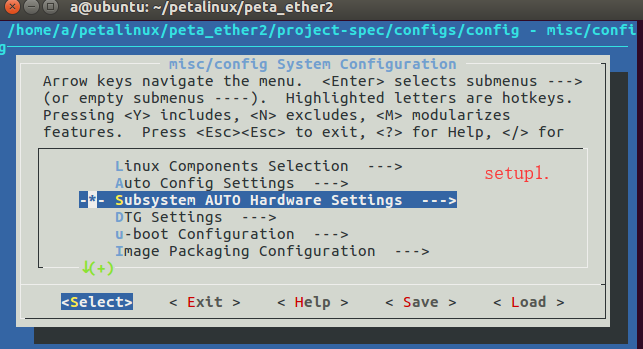 a@ubuntu: ~/petalinux/peta_ether2
/home/a/petalinux/peta_ether2/project-spec/configs/config - misc/confi
g
misc/config System Configuration
Arrow keys navigate the menu.  <Enter> selects submenus --->
(or empty submenus ----).  Highlighted letters are hotkeys.
Pressing <Y> includes, <N> excludes, <M> modularizes
features.  Press <Esc><Esc> to exit, <?> for Help, </> for
Linux Components Selection  --->
Auto Config Settings  --->
-*- Subsystem AUTO Hardware Settings  --->
DTG Settings  --->
u-boot Configuration  --->
Image Packaging Configuration  --->
↓(+)
setup1.
<Select>    < Exit >    < Help >    < Save >    < Load >